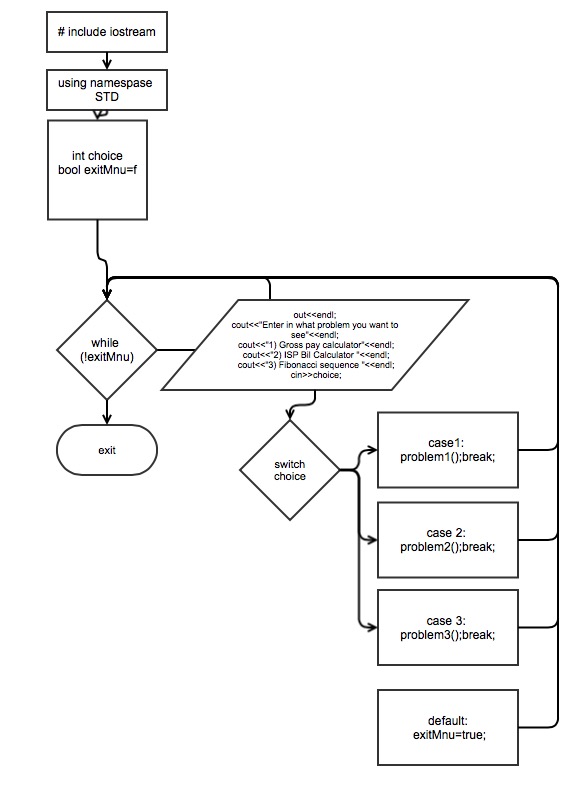 # include iostream
using namespase
STD
int choice
bool exitMnu=f
while
(!exitMnu)
out<<endl;
cout<<"Enter in what problem you want to
see"<<endl;
cout<<"1) Gross pay calculator"<<endl;
cout<<"2) ISP Bil Calculator "<<endl;
cout<<"3) Fibonacci sequence "<<endl;
cin>>choice;
exit
switch
choice
case1:
problem1();break;
case 2:
problem2();break;
case 3:
problem3();break;
default:
exitMnu=true;